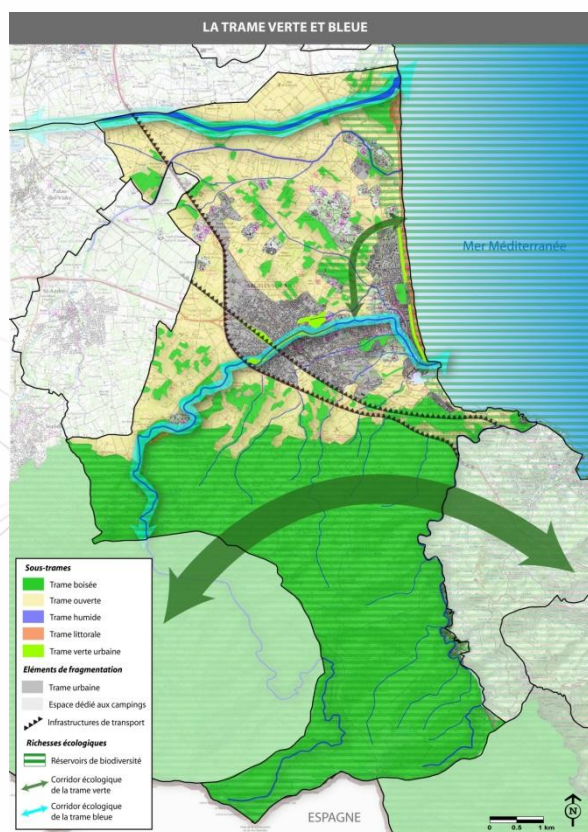 LA TRAME VERTE ET BLEUE
Mer Méditerranée
Sous-trames
Trame boisée
Trame ouverte
Trame humide
Trame littorale
Trame verte urbaine
Eléments de fragmentation
Trame urbaine
Espace dédié aux campings
Infrastructures de transport
Richesses écologiques
Réservoirs de biodiversité
Corridor écologique
de la trame verte
Corridor écologique
de la trame bleue
ESPAGNE
N
0 0.5 1 km